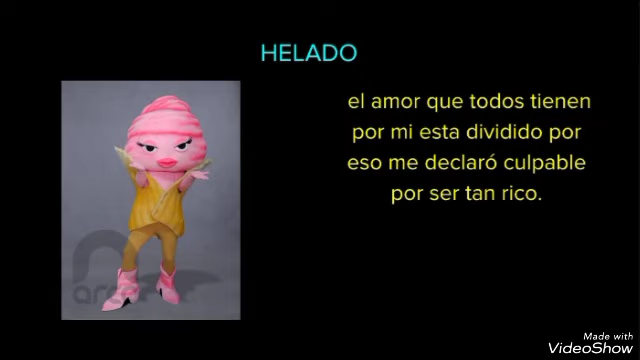 HELADO
el amor que todos tienen
por mi esta dividido por
eso me declaró culpable
por ser tan rico.
Made with
VideoShow